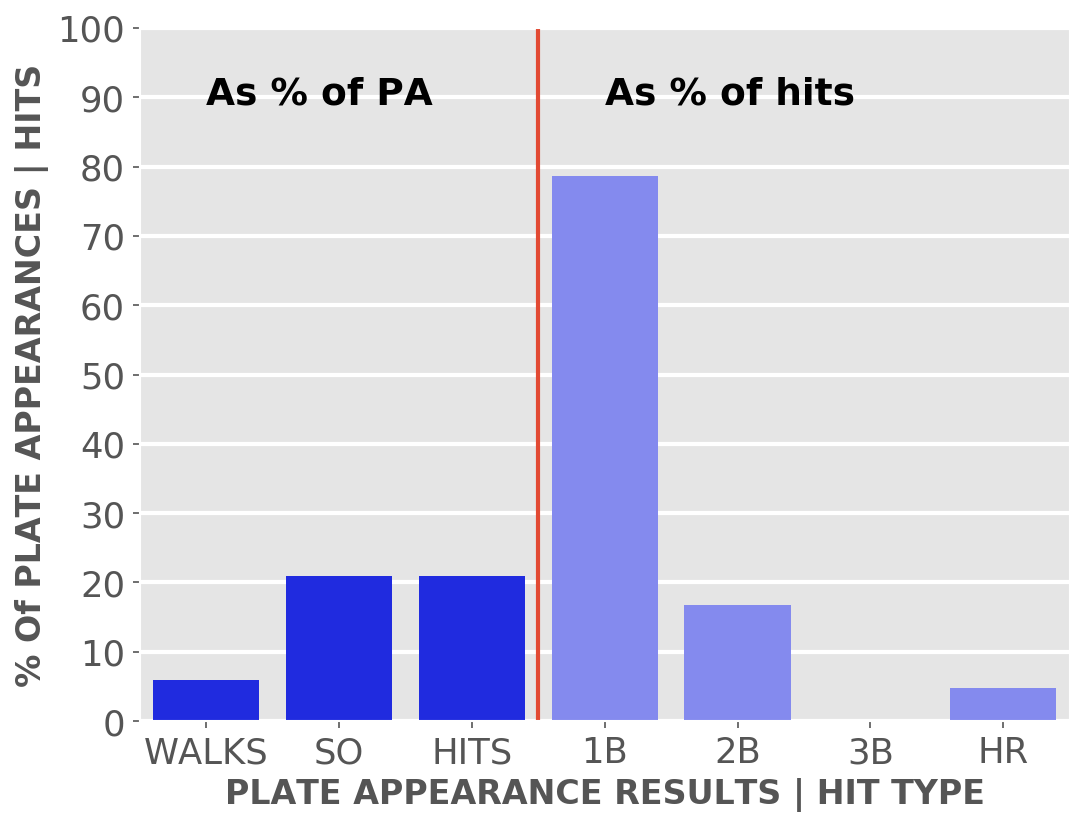 % Of PLATE APPEARANCES | HITS
100
90
80
70
60
50
40
30
20
10
0
As % of PA
As % of hits
WALKS SO HITS 1B 2B 3B HR
PLATE APPEARANCE RESULTS | HIT TYPE